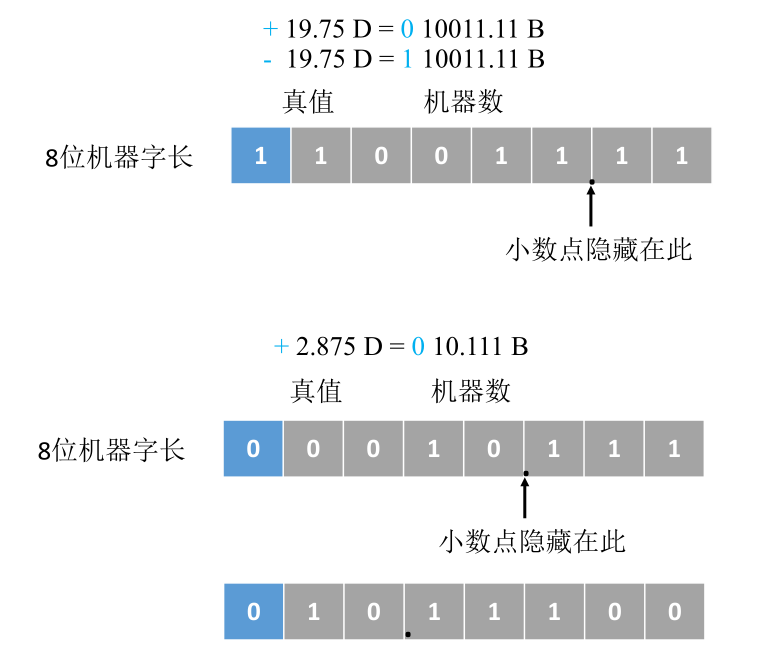 + 19.75 D = 0 10011.11 B
- 19.75 D = 1 10011.11 B
真值 机器数
8位机器字长 1 1 0 0 1 1 1 1
小数点隐藏在此
+ 2.875 D = 0 10.111 B
真值 机器数
8位机器字长 0 0 0 1 0 1 1 1
小数点隐藏在此
0 1 0 1 1 1 0 0